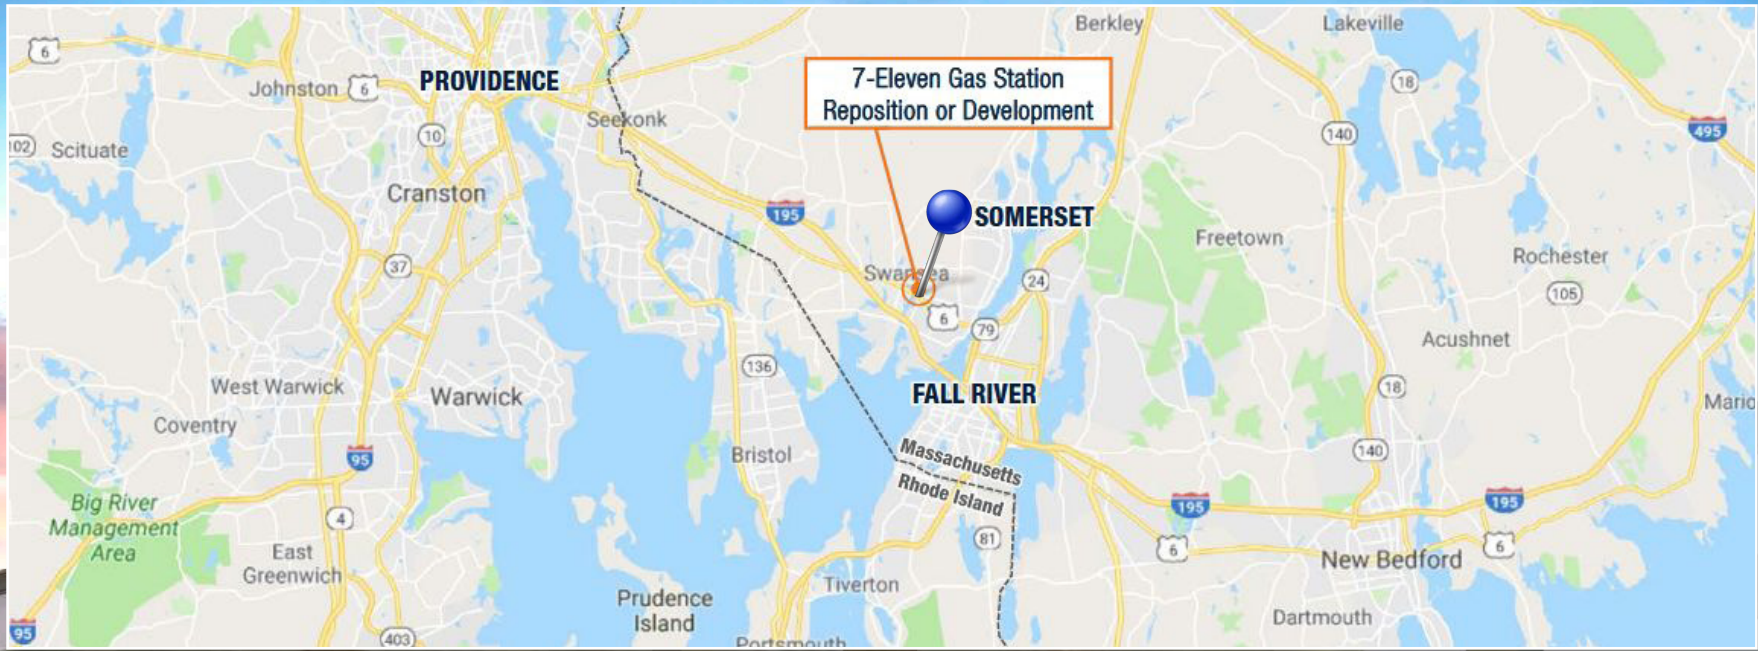 Berkley
Lakeville
6
Johnston
6
PROVIDENCE
7-Eleven Gas Station
Reposition or Development
18
Seekonk
10
140
495
102
Scituate
Cranston
195
SOMERSET
Freetown
Rochester
37
Swansea
24
105
6
79
Acushnet
136
West Warwick
Warwick
FALL RIVER
18
Mario
Coventry
95
Bristol
Massachusetts
Rhode Island
140
Big River
Management
Area
4
195
195
81
6
6
East
Greenwich
New Bedford
Tiverton
Prudence
Island
Dartmouth
95
403
Portsmouth